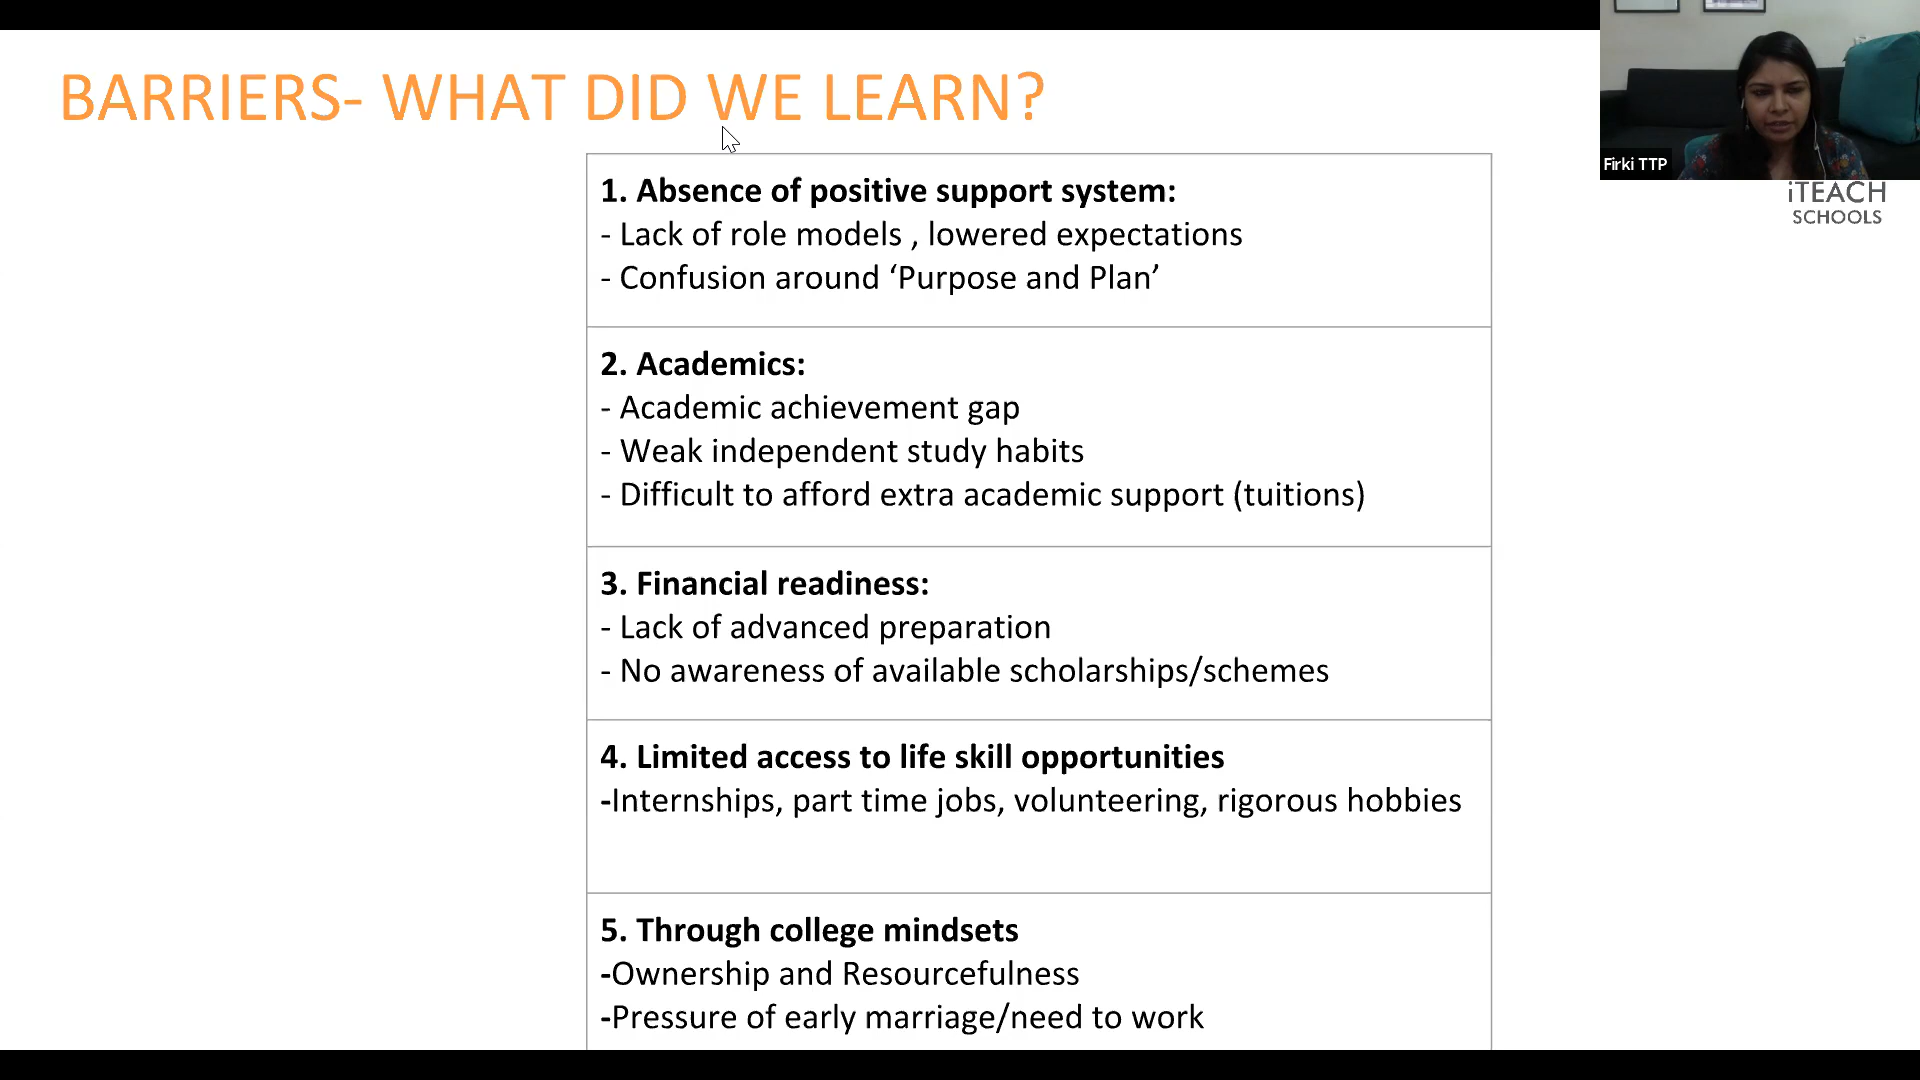 BARRIERS- WHAT DID WE LEARN?
Firki TTP
iTEACH
SCHOOLS
1. Absence of positive support system:
- Lack of role models , lowered expectations
- Confusion around ‘Purpose and Plan’
2. Academics:
- Academic achievement gap
- Weak independent study habits
- Difficult to afford extra academic support (tuitions)
3. Financial readiness:
- Lack of advanced preparation
- No awareness of available scholarships/schemes
4. Limited access to life skill opportunities
-Internships, part time jobs, volunteering, rigorous hobbies
5. Through college mindsets
-Ownership and Resourcefulness
-Pressure of early marriage/need to work